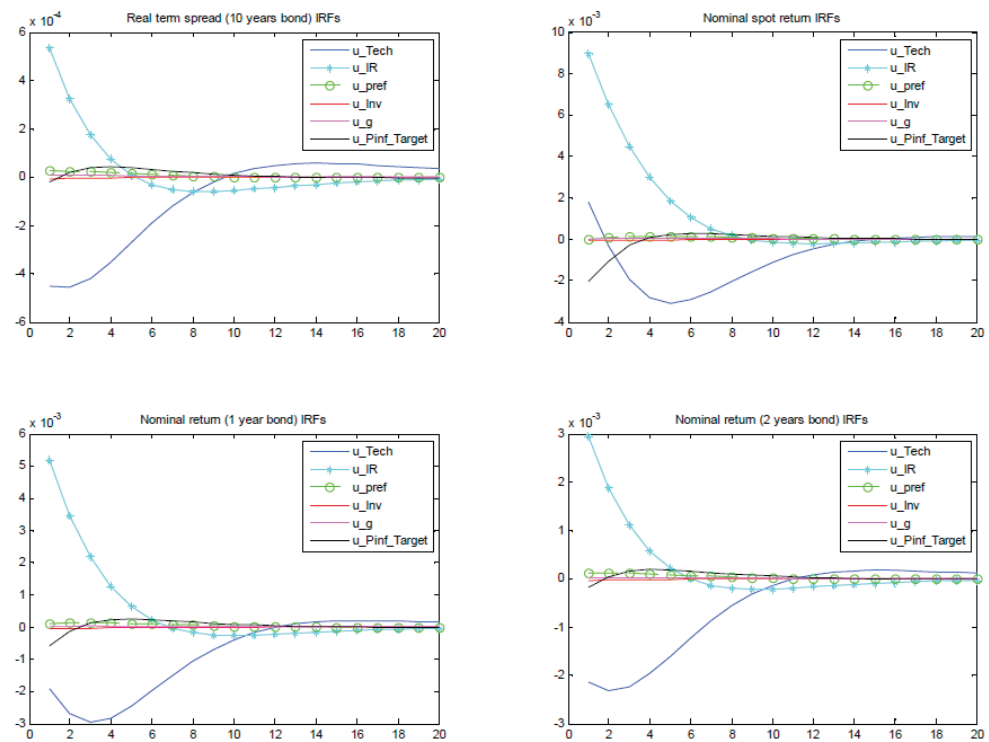 Real term spread (10 years bond) IRFs
x 10^-4
6
4
2
0
-2
-4
-6
0 2 4 6 8 10 12 14 16 18 20
u_Tech
u_IR
u_pref
u_Inv
u_g
u_Pinf_Target
Nominal spot return IRFs
x 10^-3
10
8
6
4
2
0
-2
-4
0 2 4 6 8 10 12 14 16 18 20
u_Tech
u_IR
u_pref
u_Inv
u_g
u_Pinf_Target
Nominal return (1 year bond) IRFs
x 10^-3
6
5
4
3
2
1
0
-1
-2
-3
0 2 4 6 8 10 12 14 16 18 20
u_Tech
u_IR
u_pref
u_Inv
u_g
u_Pinf_Target
Nominal return (2 years bond) IRFs
x 10^-3
3
2
1
0
-1
-2
-3
0 2 4 6 8 10 12 14 16 18 20
u_Tech
u_IR
u_pref
u_Inv
u_g
u_Pinf_Target